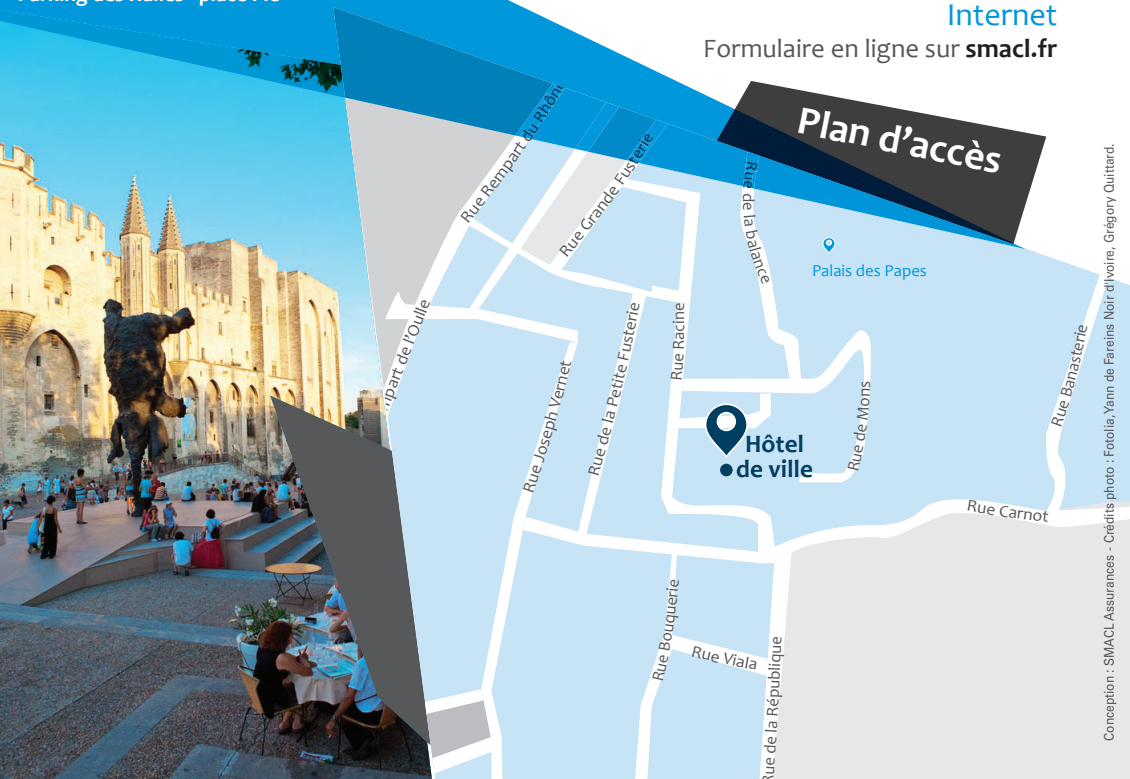 Internet
Formulaire en ligne sur smacl.fr
Plan d'accès
Rue Rempart du Rhône
Rue Grande Fusterie
Rue de la balance
Palais des Papes
part de l'Oulle
Rue Joseph Vernet
Rue de la Petite Fusterie
Rue Racine
Hôtel
de ville
Rue de Mons
Rue Banasterie
Rue Carnot
Rue Bouquerie
Rue Viala
Rue de la République
Conception : SMACL Assurances - Crédits photo : Fotolia, Yann de Fareins Noir d'Ivoire, Grégory Quittard.